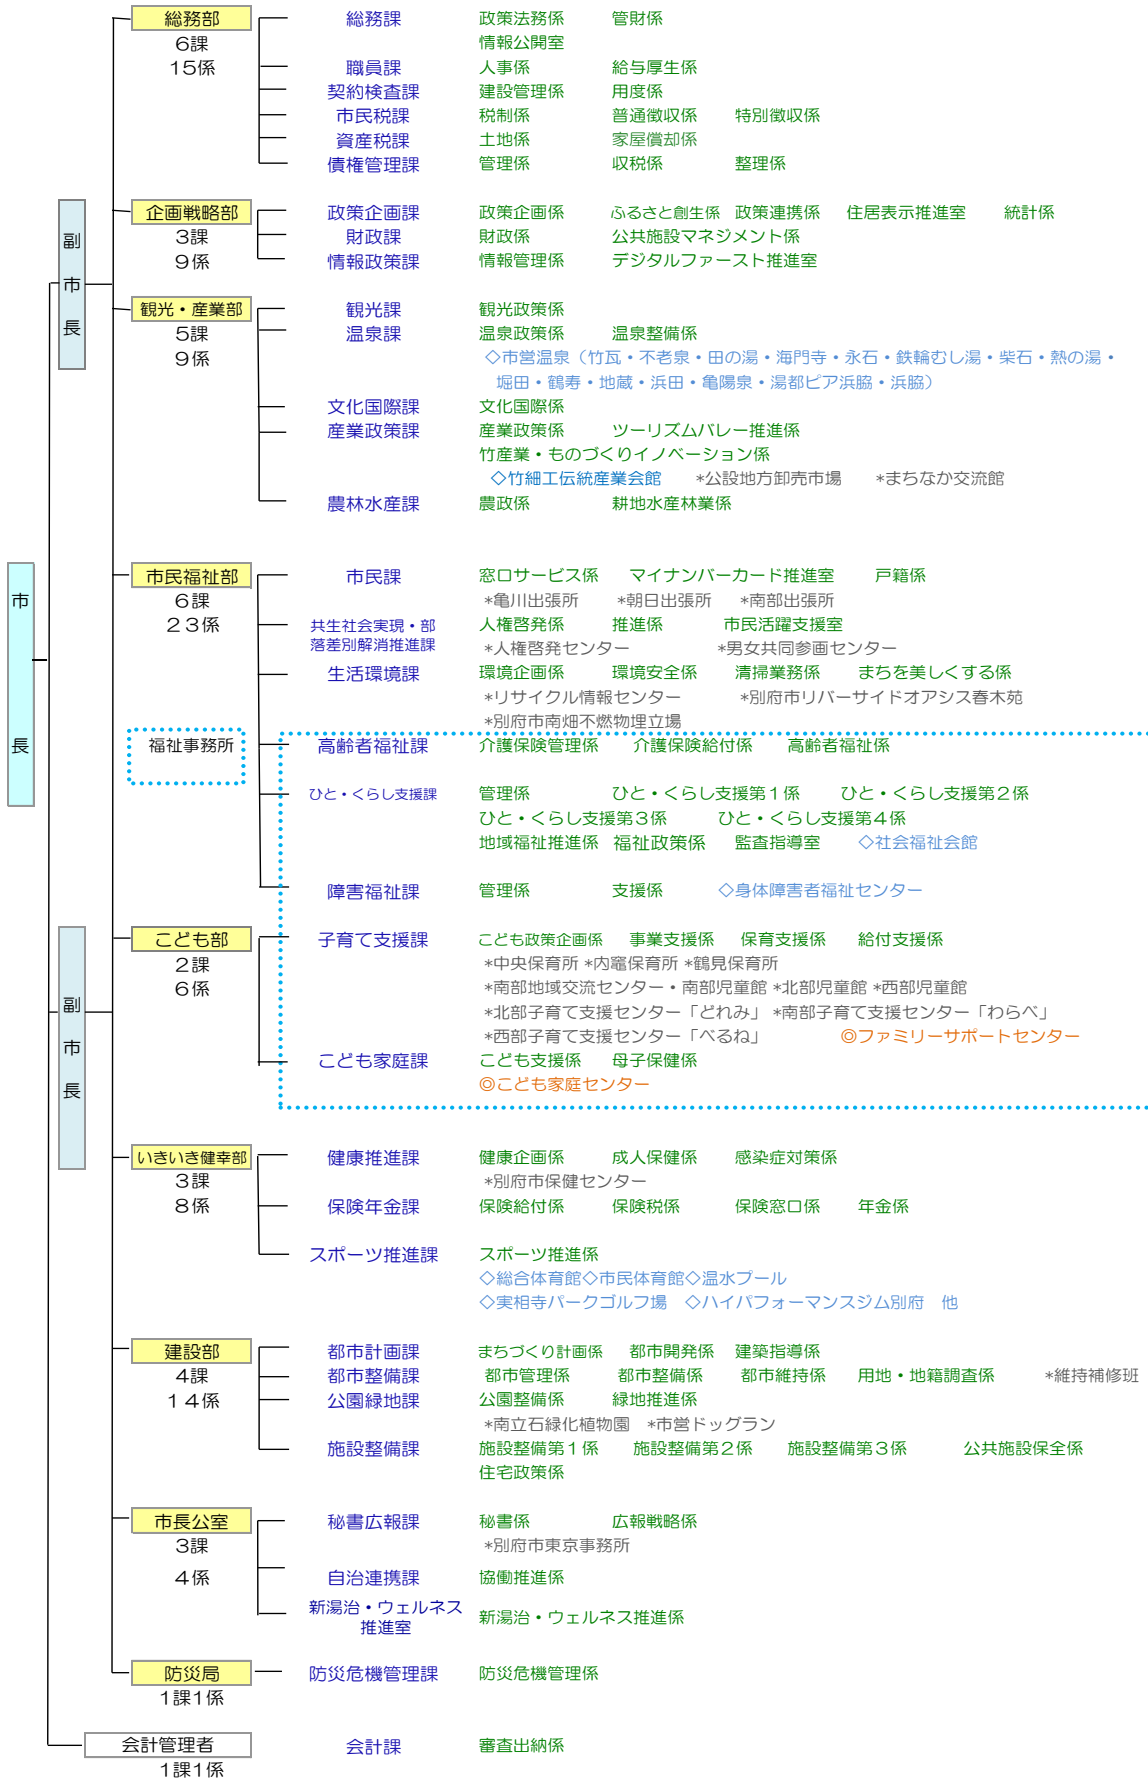 総務部 総務課 政策法務係 管財係
6課 情報公開室
15係 職員課 人事係 給与厚生係
契約検査課 建設管理係 用度係
市民税課 税制係 普通徴収係 特別徴収係
資産税課 土地係 家屋償却係
債権管理課 管理係 収税係 整理係
副市長
企画戦略部 政策企画課 政策企画係 ふるさと創生係 政策連携係 住居表示推進室 統計係
3課 財政課 財政係 公共施設マネジメント係
9係 情報政策課 情報管理係 デジタルファースト推進室
観光・産業部 観光課 観光政策係
5課 温泉課 温泉政策係 温泉整備係
9係 ◇市営温泉（竹瓦・不老泉・田の湯・海門寺・永石・鉄輪むし湯・柴石・熱の湯・
堀田・鶴寿・地蔵・浜田・亀陽泉・湯都ピア浜脇・浜脇）
文化国際課 文化国際係
産業政策課 産業政策係 ツーリズムバレー推進係
竹産業・ものづくりイノベーション係
◇竹細工伝統産業会館 *公設地方卸売市場 *まちなか交流館
農林水産課 農政係 耕地水産林業係
市長
市民福祉部 市民課 窓口サービス係 マイナンバーカード推進室 戸籍係
6課 *亀川出張所 *朝日出張所 *南部出張所
23係 共生社会実現・部 人権啓発係 推進係 市民活躍支援室
落差別解消推進課 *人権啓発センター *男女共同参画センター
生活環境課 環境企画係 環境安全係 清掃業務係 まちを美しくする係
*リサイクル情報センター *別府市リバーサイドオアシス春木苑
*別府市南畑不燃物埋立場
福祉事務所 高齢者福祉課 介護保険管理係 介護保険給付係 高齢者福祉係
ひと・くらし支援課 管理係 ひと・くらし支援第1係 ひと・くらし支援第2係
ひと・くらし支援第3係 ひと・くらし支援第4係
地域福祉推進係 福祉政策係 監査指導室 ◇社会福祉会館
障害福祉課 管理係 支援係 ◇身体障害者福祉センター
副市長
こども部 子育て支援課 こども政策企画係 事業支援係 保育支援係 給付支援係
2課 *中央保育所 *内竈保育所 *鶴見保育所
6係 *南部地域交流センター・南部児童館 *北部児童館 *西部児童館
*北部子育て支援センター「どれみ」 *南部子育て支援センター「わらべ」
*西部子育て支援センター「べるね」 ◎ファミリーサポートセンター
こども家庭課 こども支援係 母子保健係
◎こども家庭センター
いきいき健幸部 健康推進課 健康企画係 成人保健係 感染症対策係
3課 *別府市保健センター
8係 保険年金課 保険給付係 保険税係 保険窓口係 年金係
スポーツ推進課 スポーツ推進係
◇総合体育館◇市民体育館◇温水プール
◇実相寺パークゴルフ場 ◇ハイパフォーマンスジム別府 他
建設部 都市計画課 まちづくり計画係 都市開発係 建築指導係
4課 都市整備課 都市管理係 都市整備係 都市維持係 用地・地籍調査係 *維持補修班
14係 公園緑地課 公園整備係 緑地推進係
*南立石緑化植物園 *市営ドッグラン
施設整備課 施設整備第1係 施設整備第2係 施設整備第3係 公共施設保全係
住宅政策係
市長公室 秘書広報課 秘書係 広報戦略係
3課 *別府市東京事務所
4係 自治連携課 協働推進係
新湯治・ウェルネス 新湯治・ウェルネス推進係
推進室
防災局 防災危機管理課 防災危機管理係
1課1係
会計管理者 会計課 審査出納係
1課1係